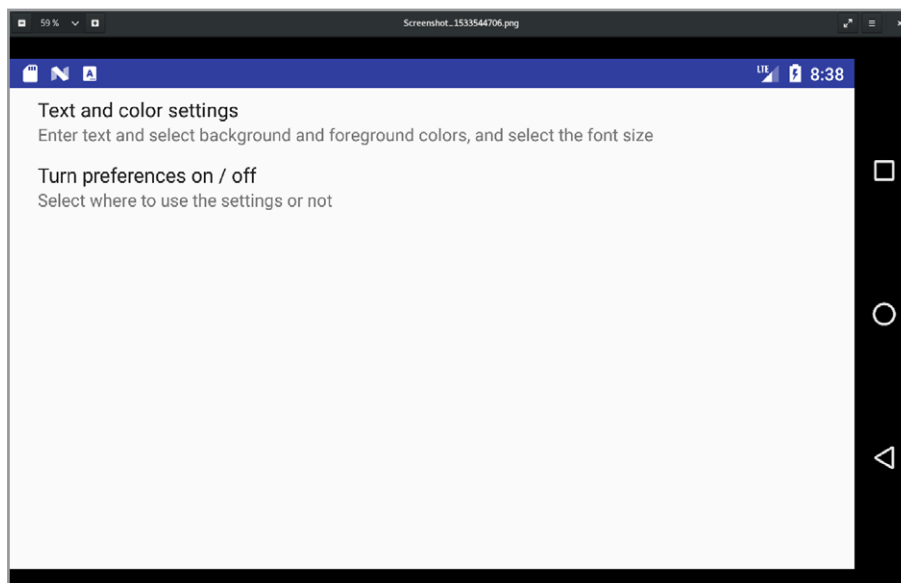 59% Screenshot_1533544706.png
N A LTE 8:38
Text and color settings
Enter text and select background and foreground colors, and select the font size
Turn preferences on / off
Select where to use the settings or not